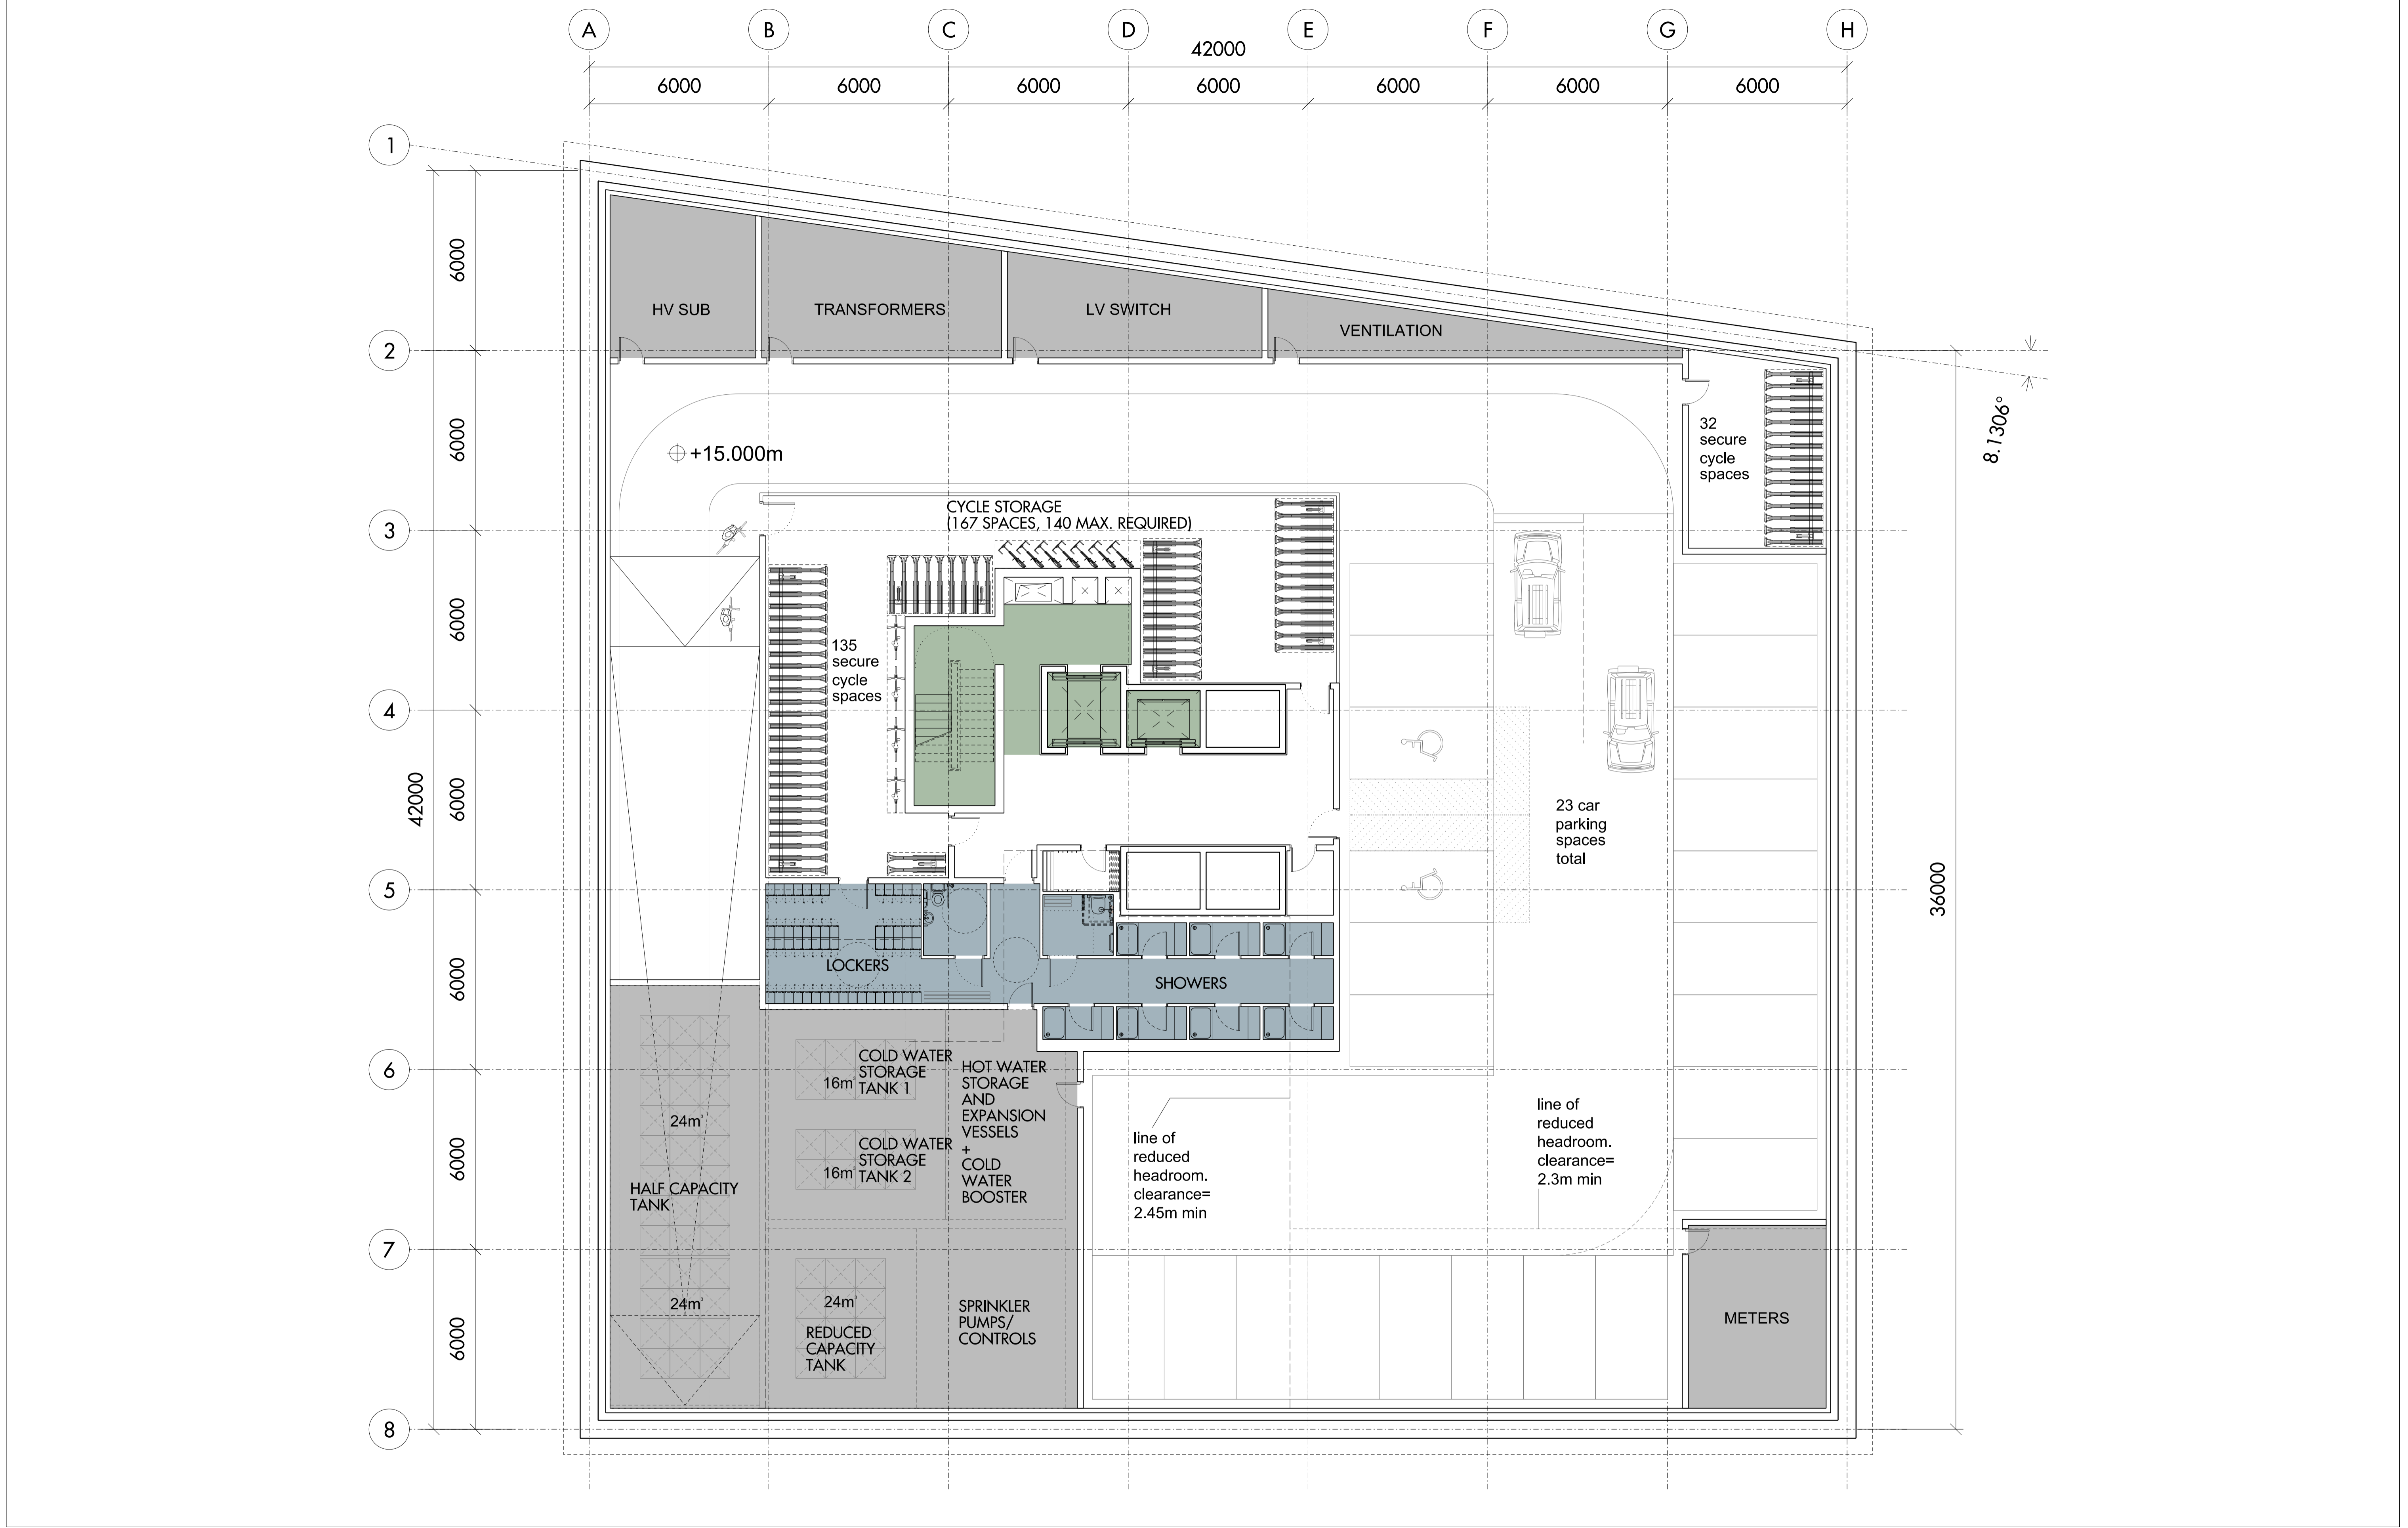 A B C D E F G H
42000
6000 6000 6000 6000 6000 6000 6000
1
2
3
4
5
6
7
8
6000
6000
6000
6000
6000
6000
6000
42000
36000
8.1306°
HV SUB
TRANSFORMERS
LV SWITCH
VENTILATION
+15.000m
32
secure
cycle
spaces
CYCLE STORAGE
(167 SPACES, 140 MAX. REQUIRED)
135
secure
cycle
spaces
23 car
parking
spaces
total
LOCKERS
SHOWERS
COLD WATER
STORAGE
TANK 1
16m³
HOT WATER
STORAGE
AND
EXPANSION
VESSELS
+
COLD
WATER
BOOSTER
COLD WATER
STORAGE
TANK 2
16m³
24m³
HALF CAPACITY
TANK
24m³
24m³
REDUCED
CAPACITY
TANK
SPRINKLER
PUMPS/
CONTROLS
line of
reduced
headroom.
clearance=
2.45m min
line of
reduced
headroom.
clearance=
2.3m min
METERS